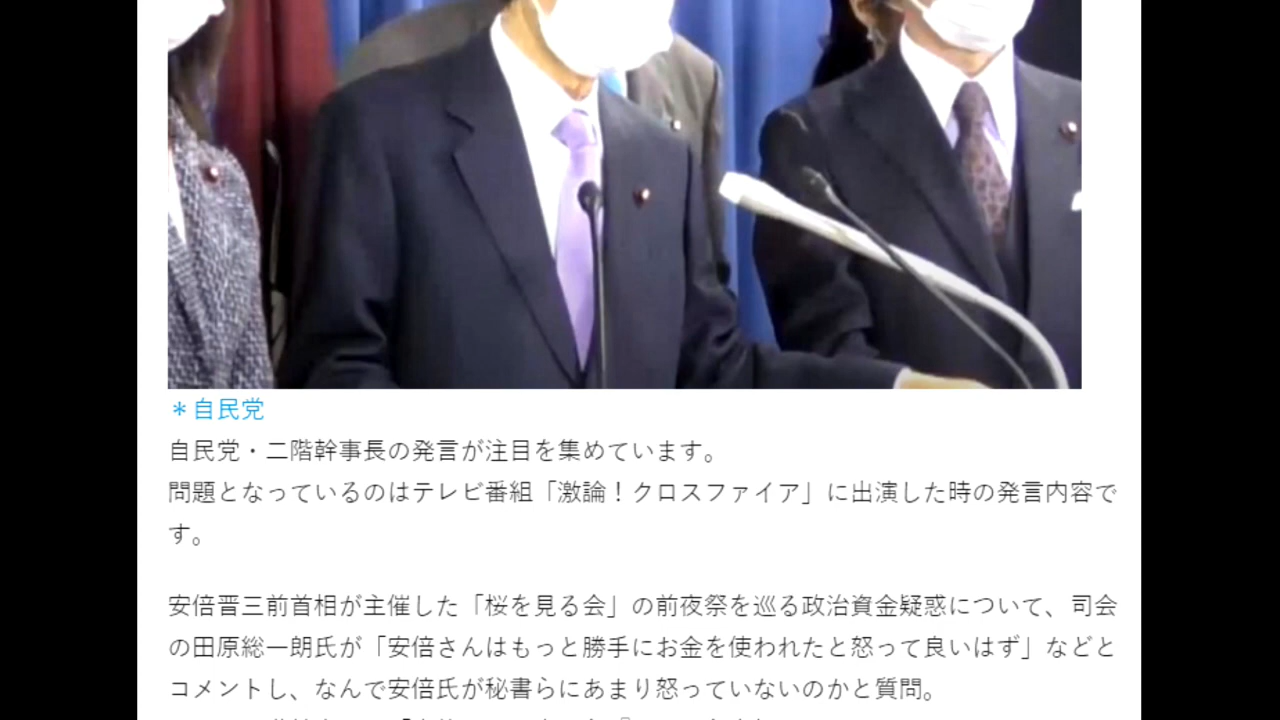 ＊自民党
自民党・二階幹事長の発言が注目を集めています。
問題となっているのはテレビ番組「激論！クロスファイア」に出演した時の発言内容で
す。
安倍晋三前首相が主催した「桜を見る会」の前夜祭を巡る政治資金疑惑について、司会
の田原総一朗氏が「安倍さんはもっと勝手にお金を使われたと怒って良いはず」などと
コメントし、なんで安倍氏が秘書らにあまり怒っていないのかと質問。